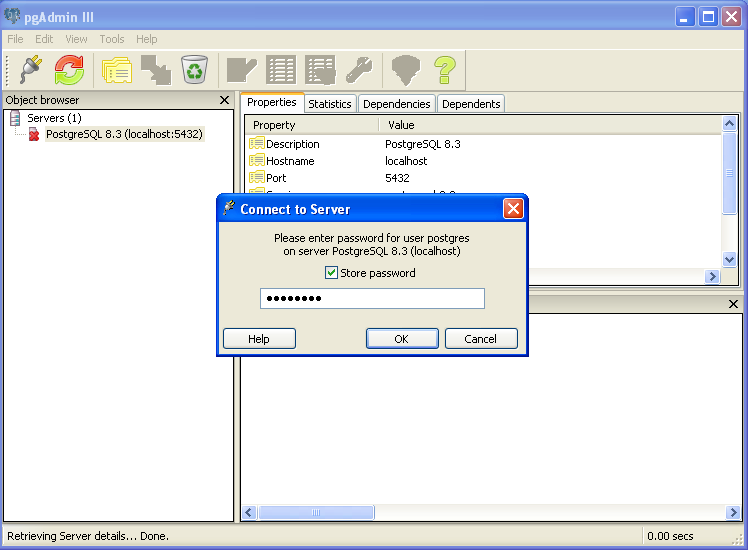 pgAdmin III
File Edit View Tools Help
Object browser
Servers (1)
PostgreSQL 8.3 (localhost:5432)
Properties Statistics Dependencies Dependents
Property Value
Description PostgreSQL 8.3
Hostname localhost
Port 5432
Connect to Server
Please enter password for user postgres
on server PostgreSQL 8.3 (localhost)
Store password
••••••••
Help OK Cancel
Retrieving Server details... Done. 0.00 secs